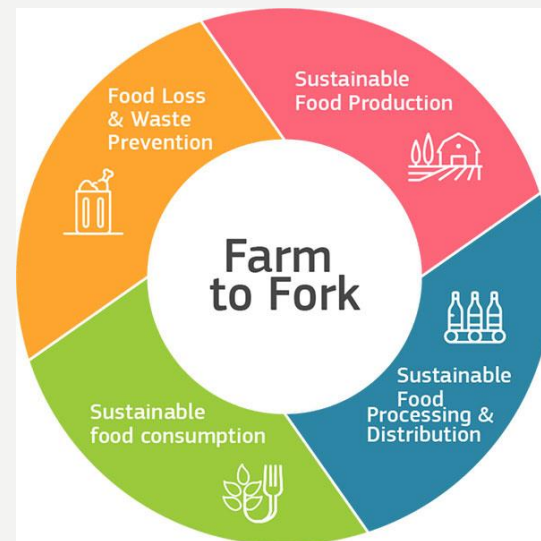 Food Loss
& Waste
Prevention
Sustainable
Food Production
Farm
to Fork
Sustainable
Food
Processing &
Distribution
Sustainable
food consumption